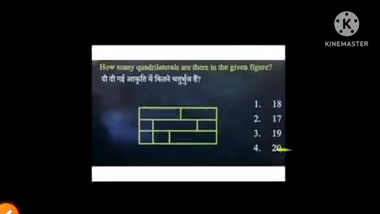 KINEMASTER
How many quadrilaterals are there in the given figure?
दी दी गई आकृति में कितने चतुर्भुज हैं?
1. 18
2. 17
3. 19
4. 20